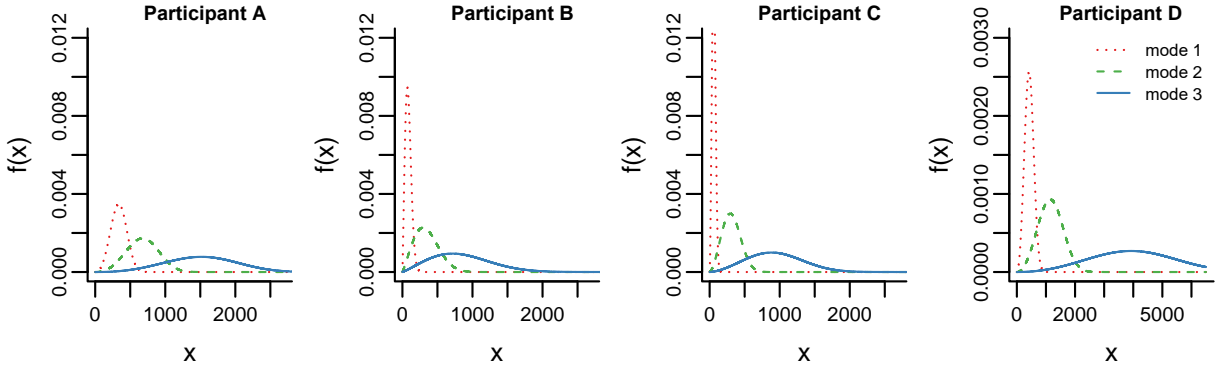 Participant A
f(x)
0.000 0.004 0.008 0.012
0 1000 2000
x
Participant B
f(x)
0.000 0.004 0.008 0.012
0 1000 2000
x
Participant C
f(x)
0.000 0.004 0.008 0.012
0 1000 2000
x
Participant D
f(x)
0.0000 0.0010 0.0020 0.0030
0 2000 5000
x
mode 1
mode 2
mode 3